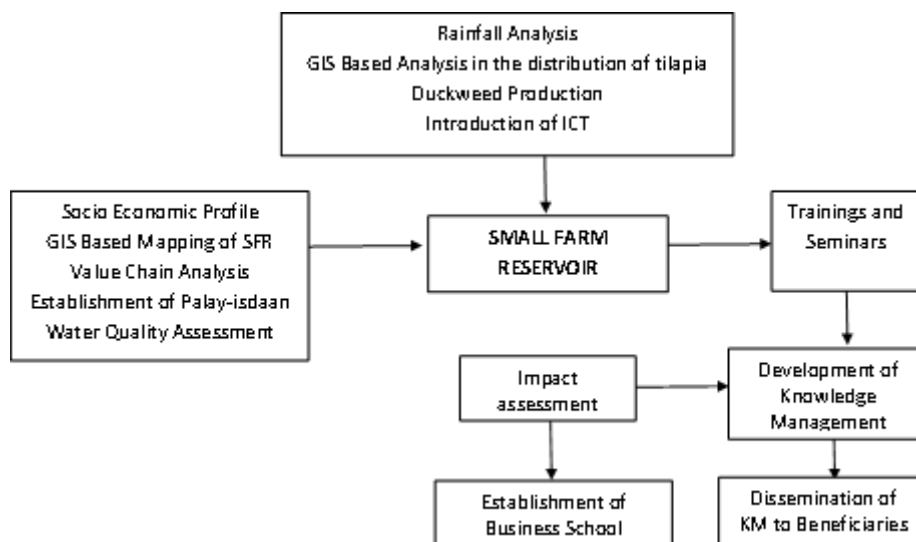 Rainfall Analysis
GIS Based Analysis in the distribution of tilapia
Duckweed Production
Introduction of ICT
Socio Economic Profile
GIS Based Mapping of SFR
Value Chain Analysis
Establishment of Palay-isdaan
Water Quality Assessment
SMALL FARM
RESERVOIR
Trainings and
Seminars
Impact
assessment
Development of
Knowledge
Management
Establishment of
Business School
Dissemination of
KM to Beneficiaries